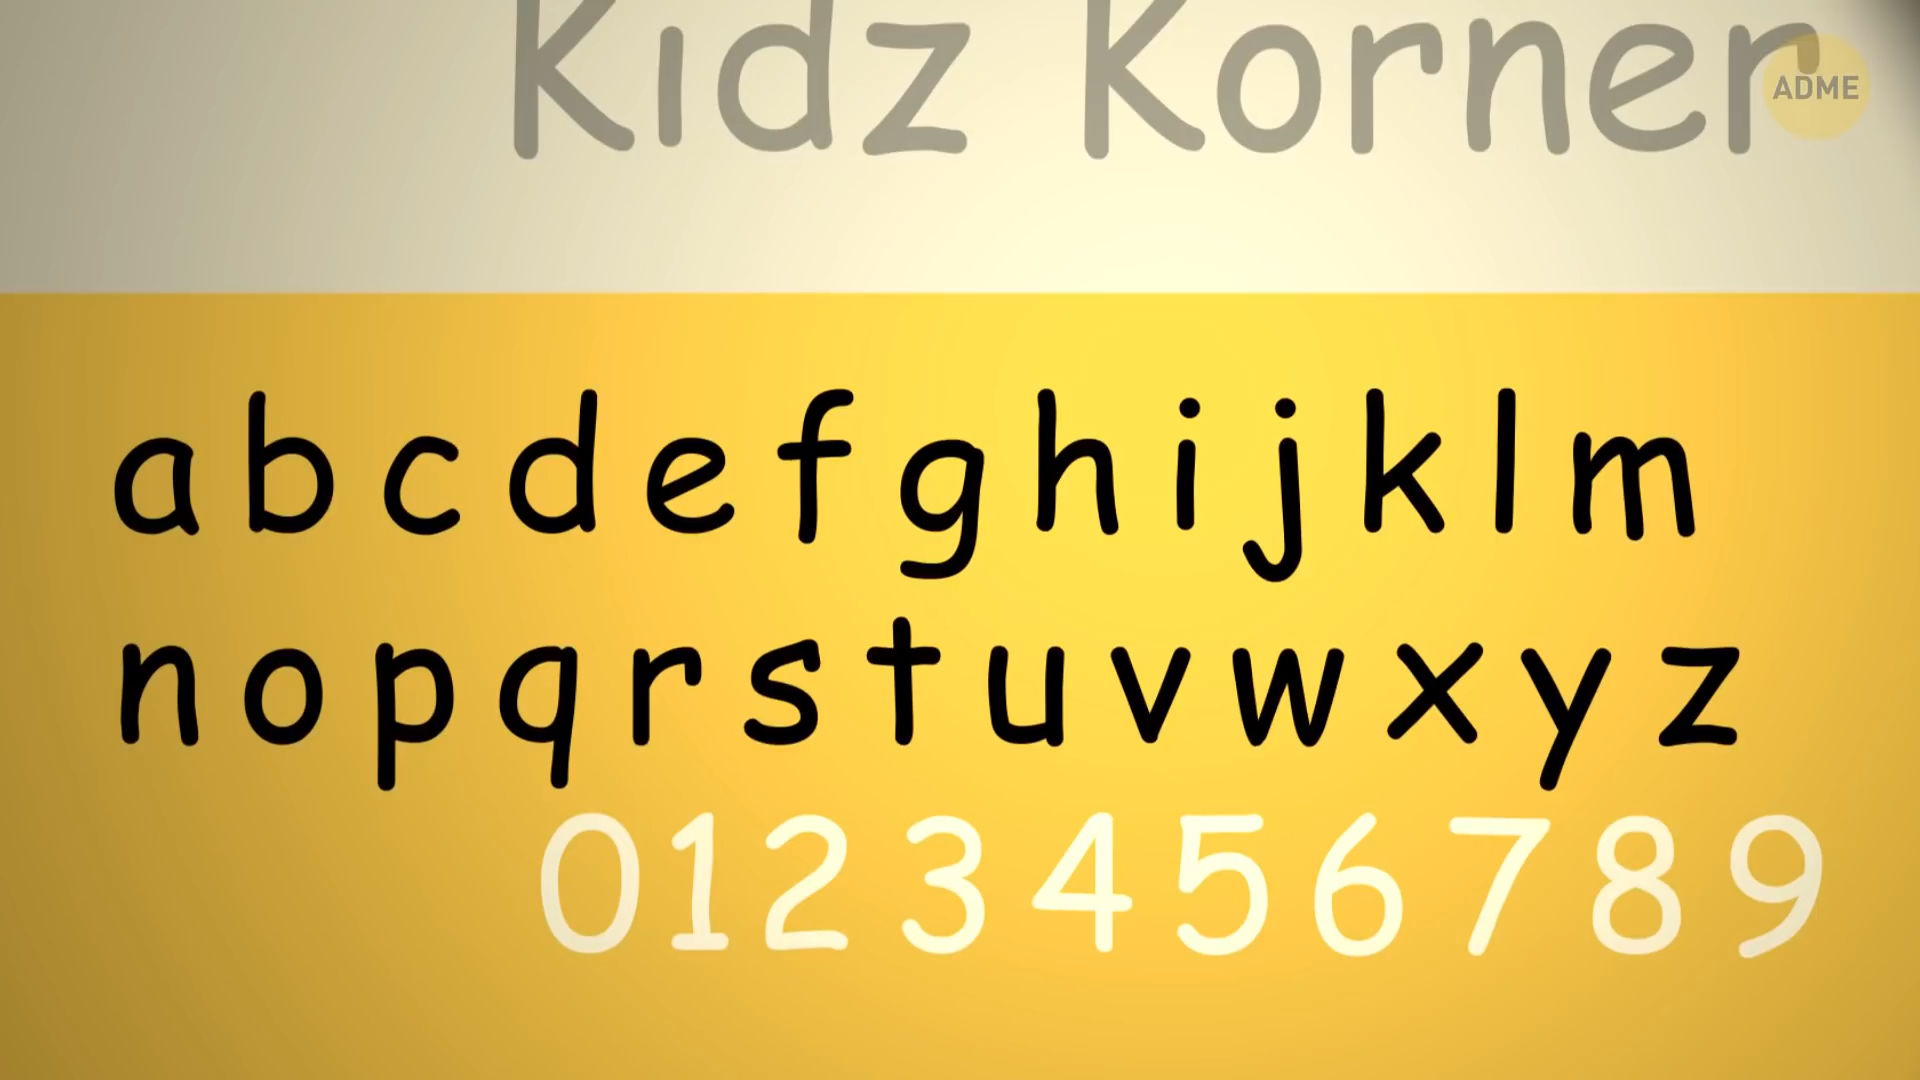 Kidz Korner
ADME
a b c d e f g h i j k l m
n o p q r s t u v w x y z
0 1 2 3 4 5 6 7 8 9